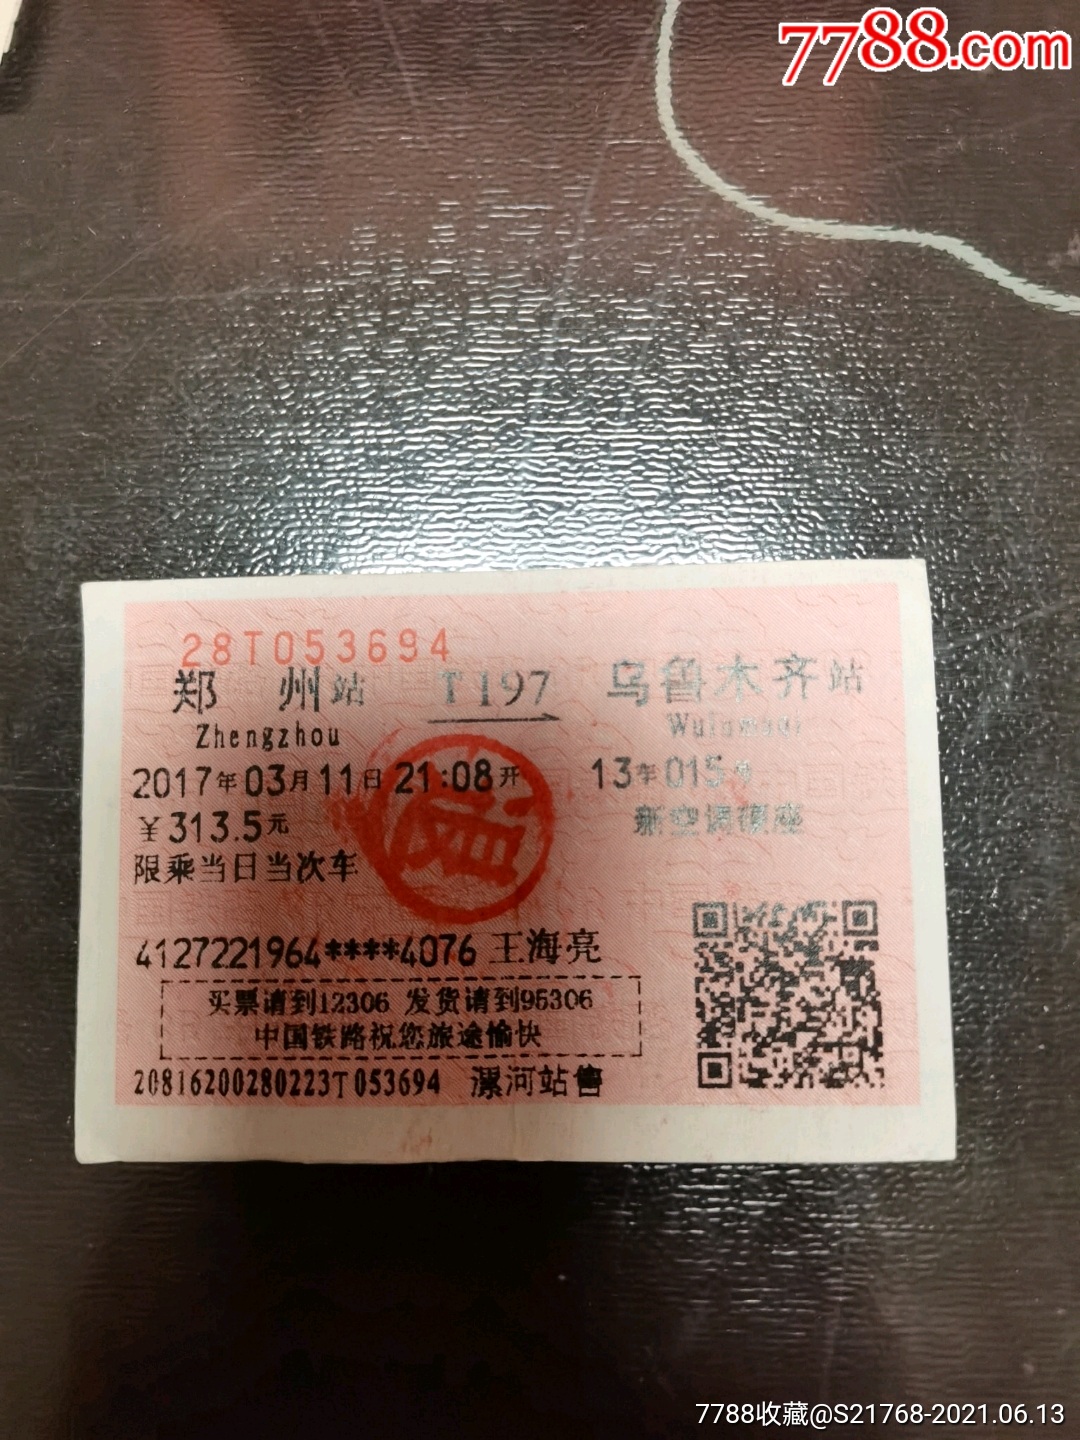 7788.com
28T053694
郑 州站 T197 乌鲁木齐站
Zhengzhou Wulumuqi
2017年03月11日21:08开 13车015号
￥313.5元 新空调硬座
限乘当日当次车
4127221964****4076 王海亮
买票请到12306 发货请到95306
中国铁路祝您旅途愉快
20816200280223T053694 漯河站售
7788收藏@S21768-2021.06.13